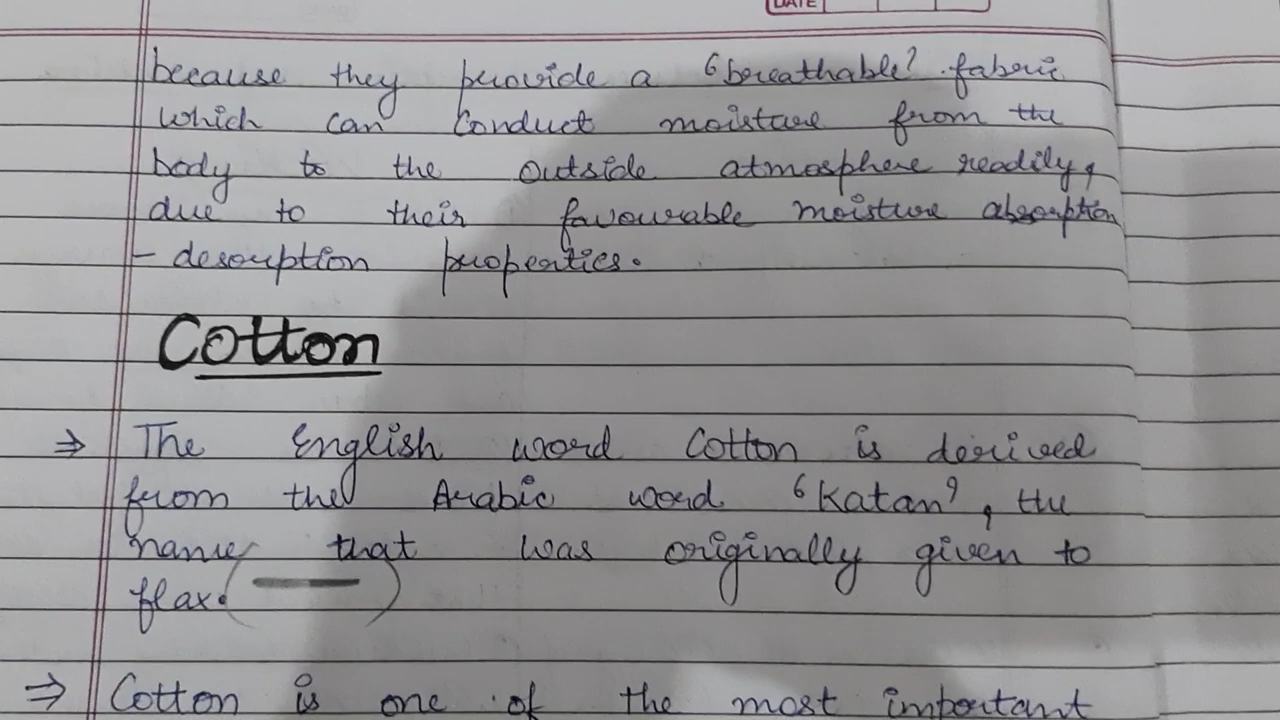 DATE
because they provide a 'breathable' fabric
which can conduct moisture from the
body to the outside atmosphere readily,
due to their favourable moisture absorption
- desorption properties.
Cotton
⇒ The English word Cotton is derived
from the Arabic word 'Katan', the
name that was originally given to
flax.
⇒ Cotton is one of the most important